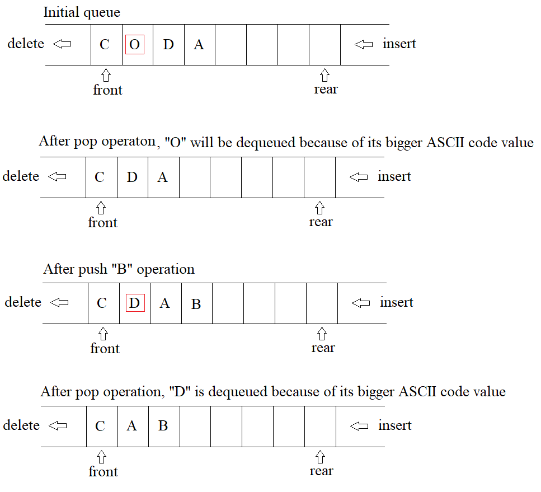 Initial queue
delete C O D A insert
front rear
After pop operaton, "O" will be dequeued because of its bigger ASCII code value
delete C D A insert
front rear
After push "B" operation
delete C D A B insert
front rear
After pop operation, "D" is dequeued because of its bigger ASCII code value
delete C A B insert
front rear